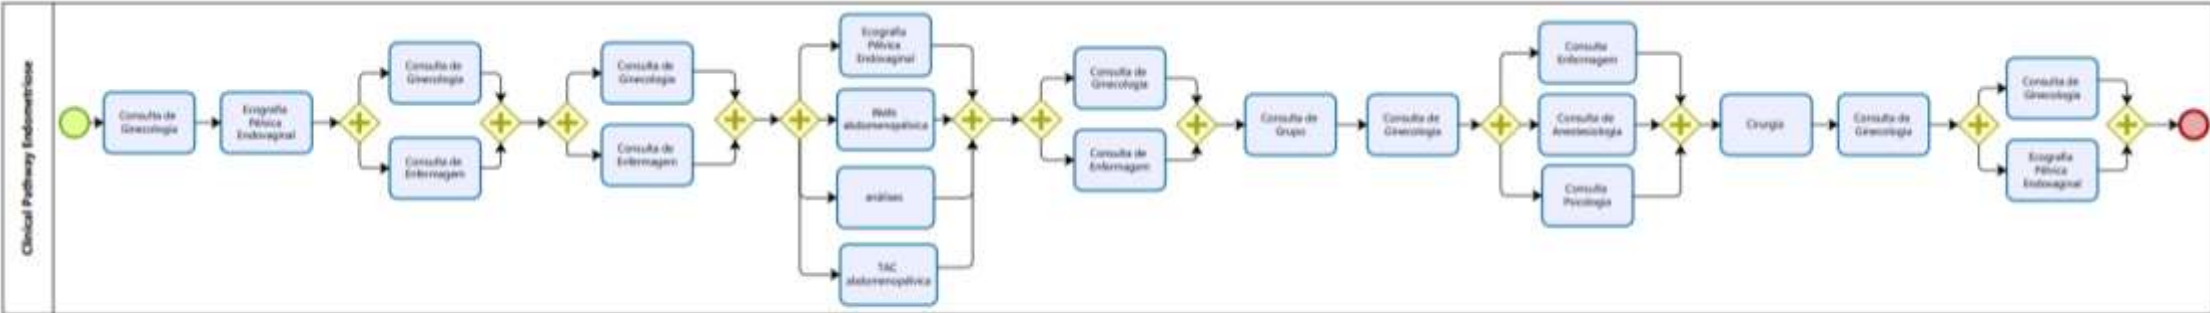 Clinical Pathway Endometriose
Consulta de
Ginecologia
Ecografia
Pélvica
Endovaginal
Consulta de
Ginecologia
Consulta de
Enfermagem
Consulta de
Ginecologia
Consulta de
Enfermagem
Ecografia
Pélvica
Endovaginal
abdomenopélvica
análises
TAC
abdomenopélvica
Consulta de
Ginecologia
Consulta de
Enfermagem
Consulta de
Grupo
Consulta de
Ginecologia
Consulta
Enfermagem
Consulta de
Anestesiologia
Consulta
Psicologia
Cirurgia
Consulta de
Ginecologia
Consulta de
Ginecologia
Ecografia
Pélvica
Endovaginal